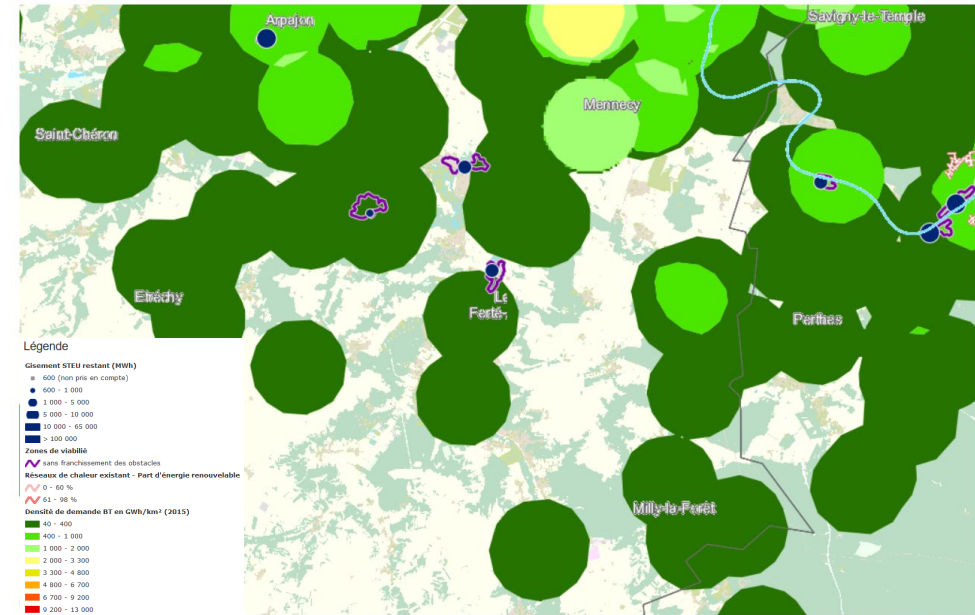 Arpajon
Savigny-le-Temple
Mennecy
Saint-Chéron
Etréchy
Le
Ferté-
Perthes
Milly-la-Forêt
Légende
Gisement STEU restant (MWh)
600 (non pris en compte)
600 - 1 000
1 000 - 5 000
5 000 - 10 000
10 000 - 65 000
> 100 000
Zones de viabilié
sans franchissement des obstacles
Réseaux de chaleur existant - Part d'énergie renouvelable
0 - 60 %
61 - 98 %
Densité de demande BT en GWh/km² (2015)
40 - 400
400 - 1 000
1 000 - 2 000
2 000 - 3 300
3 300 - 4 800
4 800 - 6 700
6 700 - 9 200
9 200 - 13 000